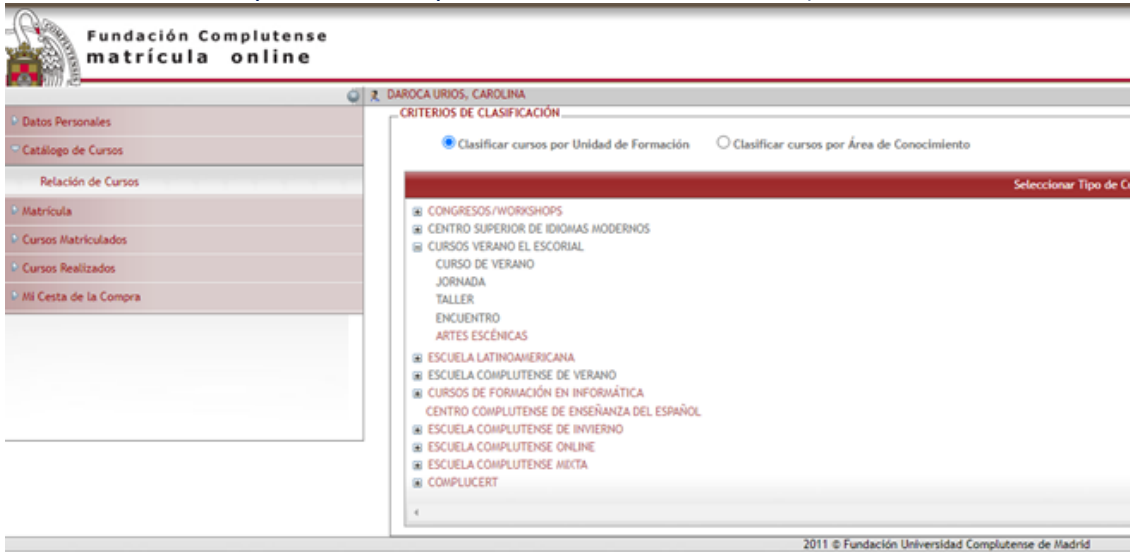 Fundación Complutense
matrícula online
DAROCA URIOS, CAROLINA
Datos Personales
Catálogo de Cursos
Relación de Cursos
Matrícula
Cursos Matriculados
Cursos Realizados
Mi Cesta de la Compra
CRITERIOS DE CLASIFICACIÓN
Clasificar cursos por Unidad de Formación Clasificar cursos por Área de Conocimiento
Seleccionar Tipo de
CONGRESOS/WORKSHOPS
CENTRO SUPERIOR DE IDIOMAS MODERNOS
CURSOS VERANO EL ESCORIAL
CURSO DE VERANO
JORNADA
TALLER
ENCUENTRO
ARTES ESCÉNICAS
ESCUELA LATINOAMERICANA
ESCUELA COMPLUTENSE DE VERANO
CURSOS DE FORMACIÓN EN INFORMÁTICA
CENTRO COMPLUTENSE DE ENSEÑANZA DEL ESPAÑOL
ESCUELA COMPLUTENSE DE INVIERNO
ESCUELA COMPLUTENSE ONLINE
ESCUELA COMPLUTENSE MIXTA
COMPLUCERT
2011 © Fundación Universidad Complutense de Madrid